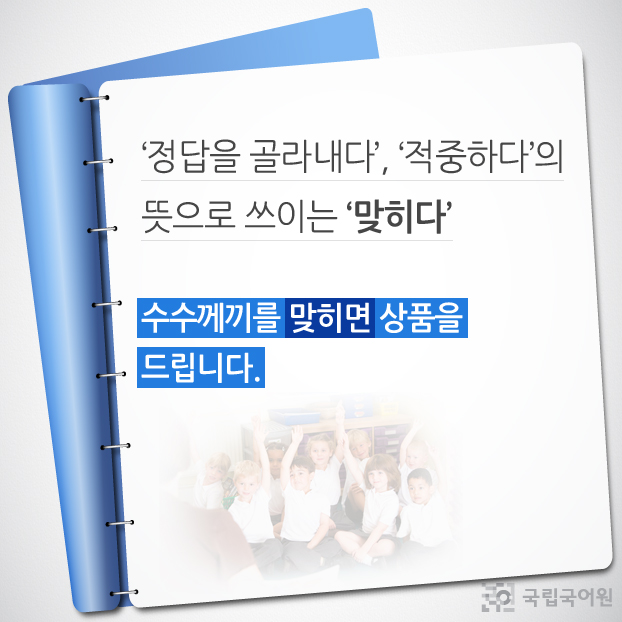 ‘정답을 골라내다’, ‘적중하다’의
뜻으로 쓰이는 ‘맞히다’
수수께끼를 맞히면 상품을
드립니다.
국립국어원